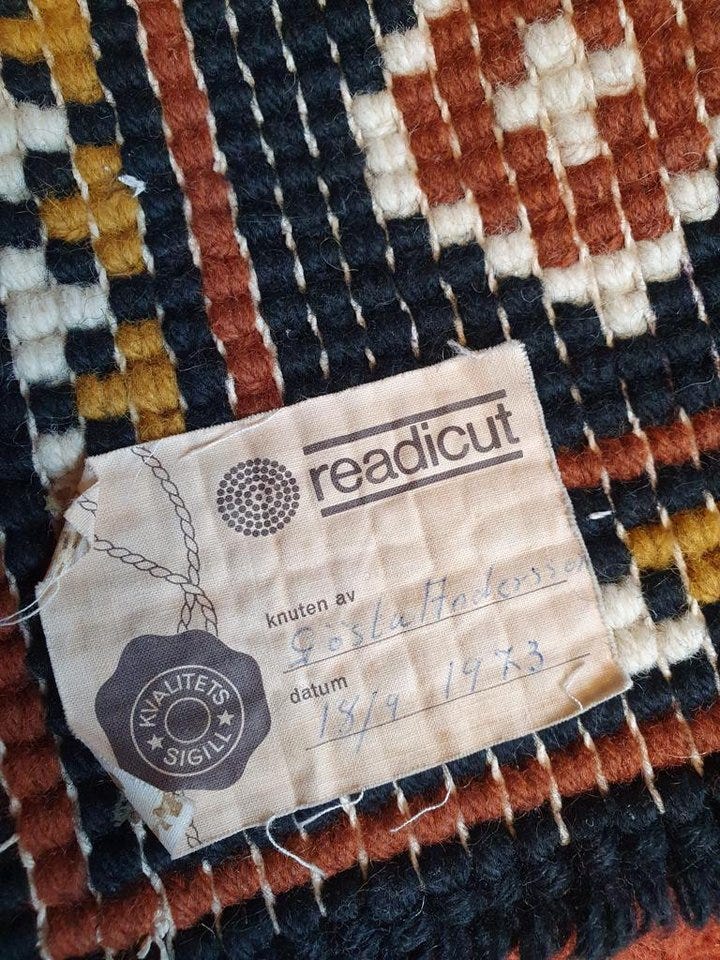 readicut
knuten av
Gösta Andersson
datum
18/9 1973
KVALITETS
SIGILL